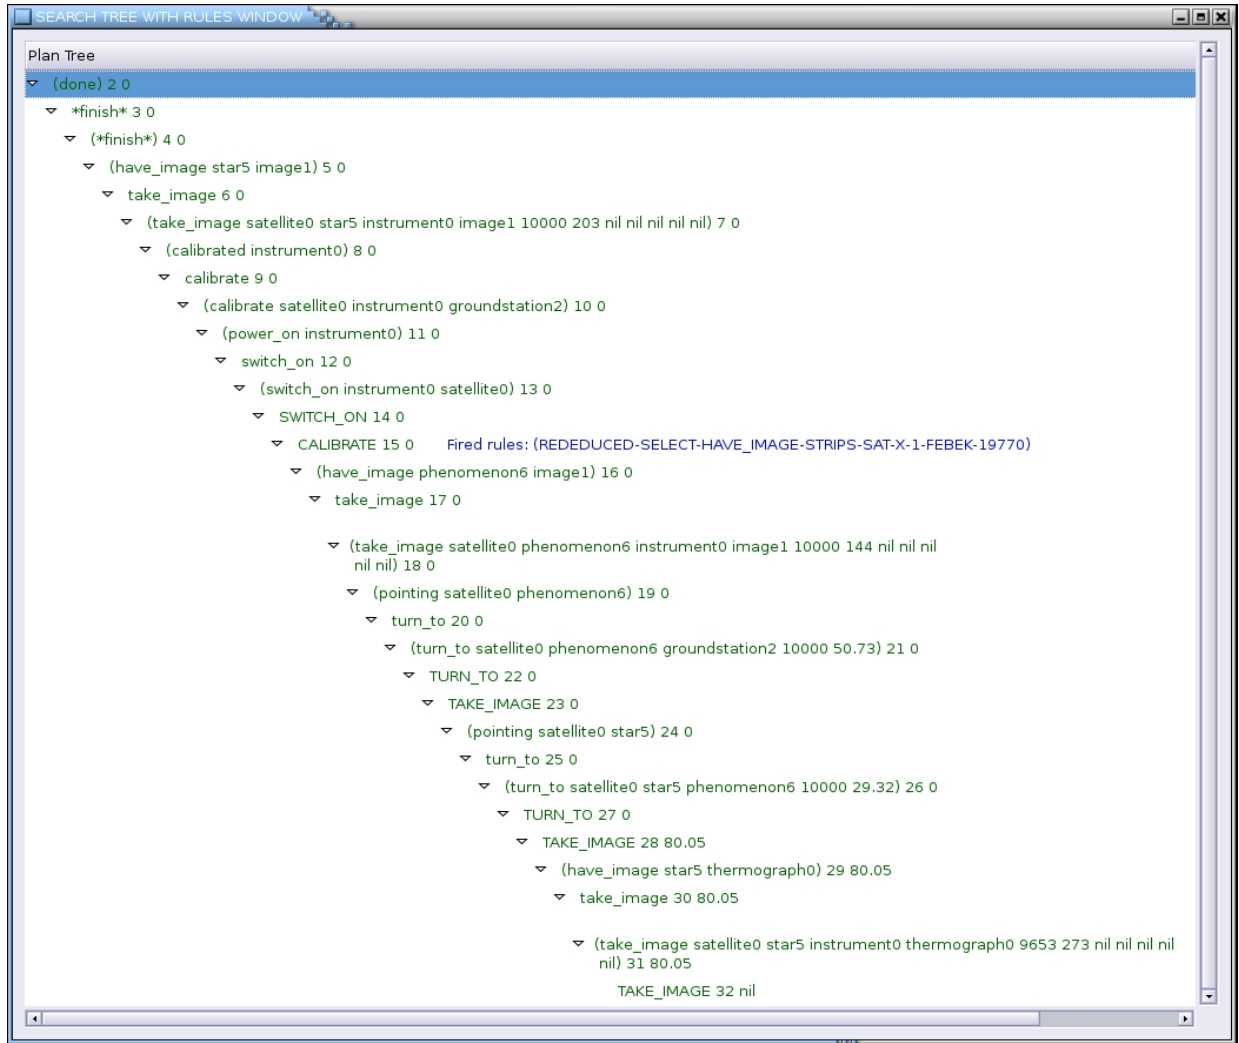 SEARCH TREE WITH RULES WINDOW
Plan Tree
(done) 2 0
*finish* 3 0
(*finish*) 4 0
(have_image star5 image1) 5 0
take_image 6 0
(take_image satellite0 star5 instrument0 image1 10000 203 nil nil nil nil nil) 7 0
(calibrated instrument0) 8 0
calibrate 9 0
(calibrate satellite0 instrument0 groundstation2) 10 0
(power_on instrument0) 11 0
switch_on 12 0
(switch_on instrument0 satellite0) 13 0
SWITCH_ON 14 0
CALIBRATE 15 0 Fired rules: (REDEDUCED-SELECT-HAVE_IMAGE-STRIPS-SAT-X-1-FEBEK-19770)
(have_image phenomenon6 image1) 16 0
take_image 17 0
(take_image satellite0 phenomenon6 instrument0 image1 10000 144 nil nil nil
nil nil) 18 0
(pointing satellite0 phenomenon6) 19 0
turn_to 20 0
(turn_to satellite0 phenomenon6 groundstation2 10000 50.73) 21 0
TURN_TO 22 0
TAKE_IMAGE 23 0
(pointing satellite0 star5) 24 0
turn_to 25 0
(turn_to satellite0 star5 phenomenon6 10000 29.32) 26 0
TURN_TO 27 0
TAKE_IMAGE 28 80.05
(have_image star5 thermograph0) 29 80.05
take_image 30 80.05
(take_image satellite0 star5 instrument0 thermograph0 9653 273 nil nil nil nil
nil) 31 80.05
TAKE_IMAGE 32 nil